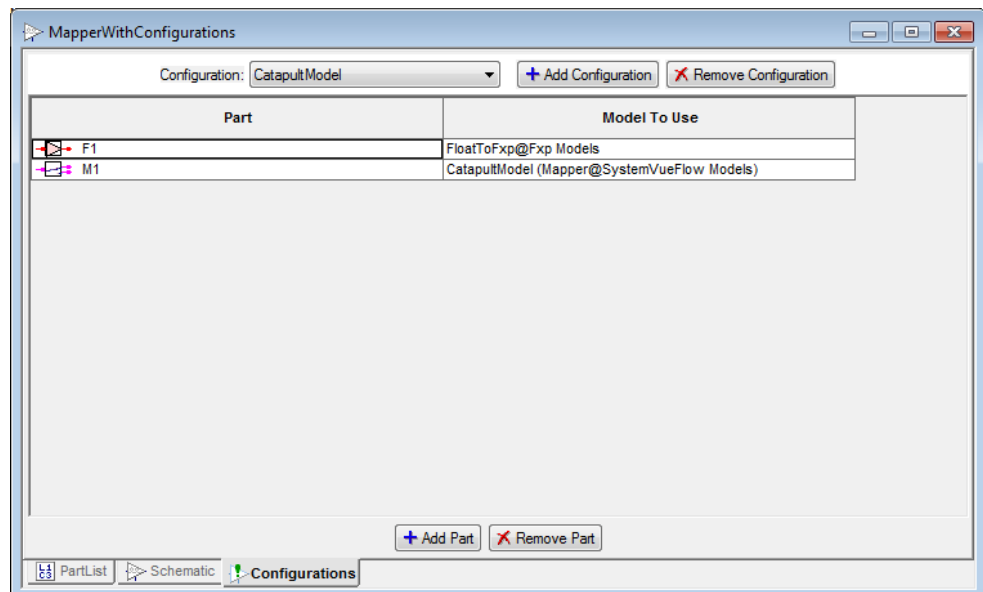 MapperWithConfigurations
Configuration: CatapultModel Add Configuration Remove Configuration
Part Model To Use
F1 FloatToFxp@Fxp Models
M1 CatapultModel (Mapper@SystemVueFlow Models)
Add Part Remove Part
PartList Schematic Configurations